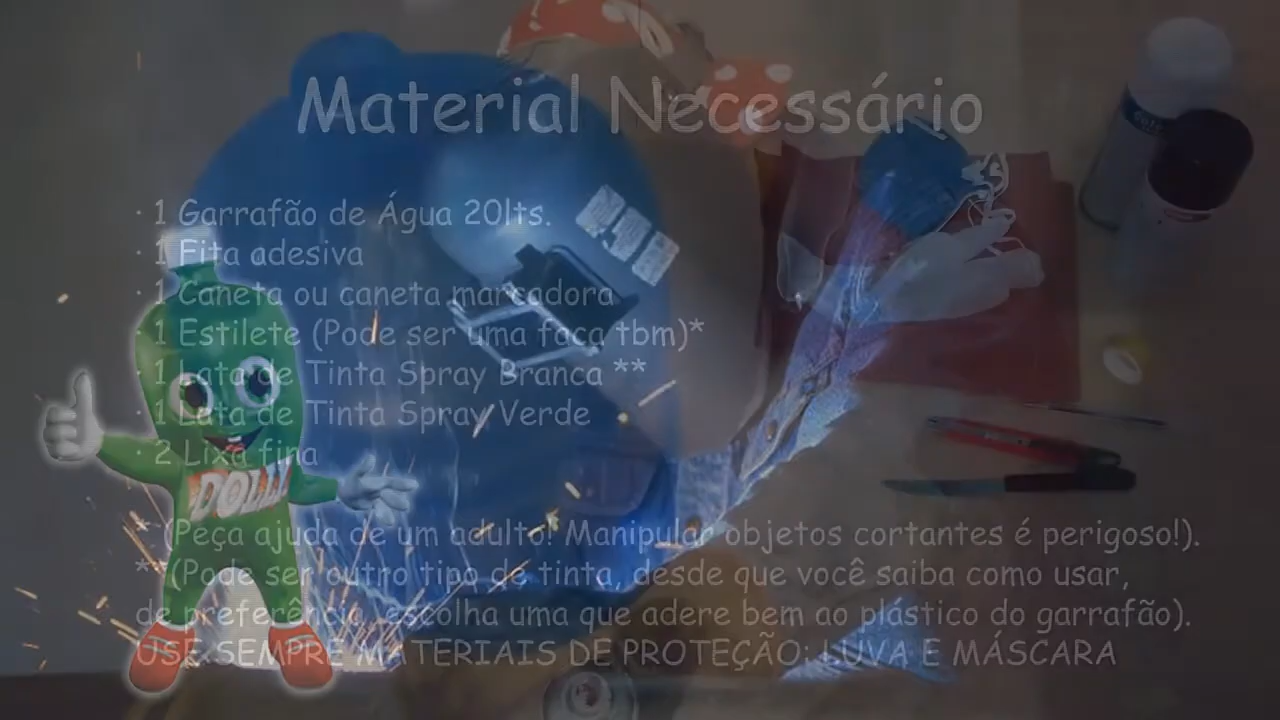 Material Necessário
· 1 Garrafão de Água 20lts.
· 1 Fita adesiva
· 1 Caneta ou caneta marcadora
· 1 Estilete (Pode ser uma faca tbm)*
· 1 Lata de Tinta Spray Branca **
· 1 Lata de Tinta Spray Verde
· 2 Lixa fina
DOLLY
* (Peça ajuda de um adulto! Manipular objetos cortantes é perigoso!).
** (Pode ser outro tipo de tinta, desde que você saiba como usar,
de preferência, escolha uma que adere bem ao plástico do garrafão).
USE SEMPRE MATERIAIS DE PROTEÇÃO: LUVA E MÁSCARA